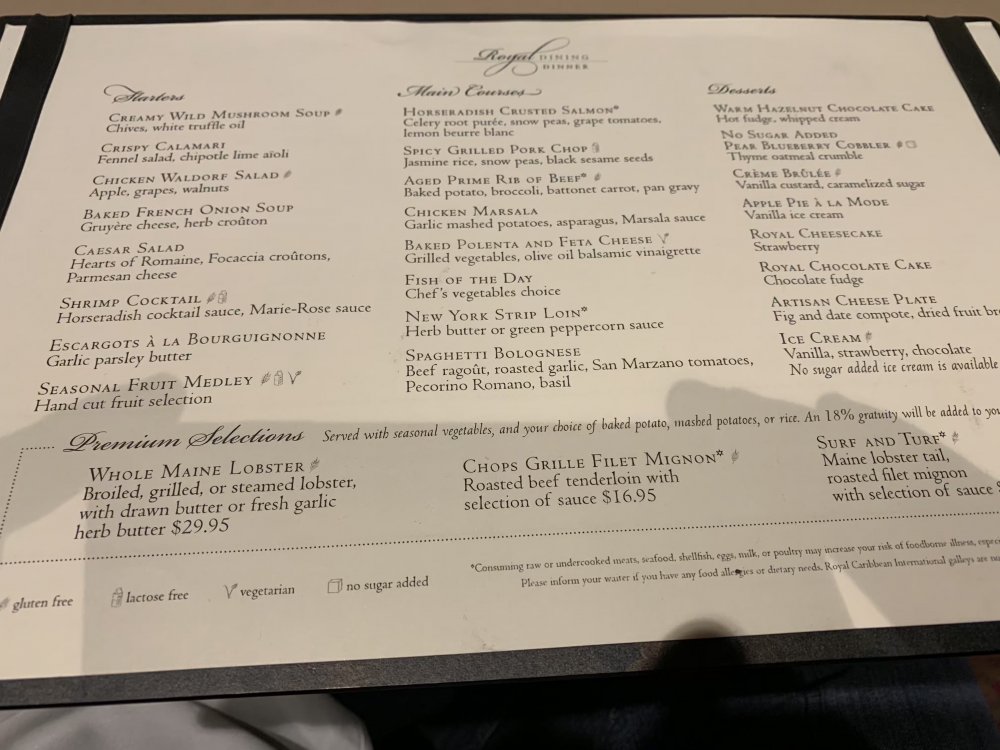 Royal DINING
DINNER
Starters
CREAMY WILD MUSHROOM SOUP
Chives, white truffle oil
CRISPY CALAMARI
Fennel salad, chipotle lime aïoli
CHICKEN WALDORF SALAD
Apple, grapes, walnuts
BAKED FRENCH ONION SOUP
Gruyère cheese, herb croûton
CAESAR SALAD
Hearts of Romaine, Focaccia croûtons,
Parmesan cheese
SHRIMP COCKTAIL
Horseradish cocktail sauce, Marie-Rose sauce
ESCARGOTS À LA BOURGUIGNONNE
Garlic parsley butter
SEASONAL FRUIT MEDLEY
Hand cut fruit selection
Main Courses
HORSERADISH CRUSTED SALMON*
Celery root purée, snow peas, grape tomatoes,
lemon beurre blanc
SPICY GRILLED PORK CHOP
Jasmine rice, snow peas, black sesame seeds
AGED PRIME RIB OF BEEF*
Baked potato, broccoli, battonet carrot, pan gravy
CHICKEN MARSALA
Garlic mashed potatoes, asparagus, Marsala sauce
BAKED POLENTA AND FETA CHEESE
Grilled vegetables, olive oil balsamic vinaigrette
FISH OF THE DAY
Chef's vegetables choice
NEW YORK STRIP LOIN*
Herb butter or green peppercorn sauce
SPAGHETTI BOLOGNESE
Beef ragoût, roasted garlic, San Marzano tomatoes,
Pecorino Romano, basil
Desserts
WARM HAZELNUT CHOCOLATE CAKE
Hot fudge, whipped cream
NO SUGAR ADDED
PEAR BLUEBERRY COBBLER
Thyme oatmeal crumble
CRÈME BRÛLÉE
Vanilla custard, caramelized sugar
APPLE PIE À LA MODE
Vanilla ice cream
ROYAL CHEESECAKE
Strawberry
ROYAL CHOCOLATE CAKE
Chocolate fudge
ARTISAN CHEESE PLATE
Fig and date compote, dried fruit
ICE CREAM
Vanilla, strawberry, chocolate
No sugar added ice cream is available
Premium Selections Served with seasonal vegetables, and your choice of baked potato, mashed potatoes, or rice. An 18% gratuity will be added to
WHOLE MAINE LOBSTER
Broiled, grilled, or steamed lobster,
with drawn butter or fresh garlic
herb butter $29.95
CHOPS GRILLE FILET MIGNON*
Roasted beef tenderloin with
selection of sauce $16.95
SURF AND TURF*
Maine lobster tail,
roasted filet mignon
with selection of sauce
*Consuming raw or undercooked meats, seafood, shellfish, eggs, milk, or poultry may increase your risk of foodborne illness,
Please inform your waiter if you have any food allergies or dietary needs. Royal Caribbean International galleys are
gluten free
lactose free
vegetarian
no sugar added